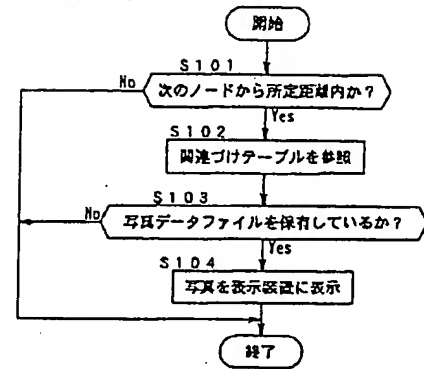 開始
S101
No
次のノードから所定距離内か?
Yes
S102
関連づけテーブルを参照
S103
No
写真データファイルを保有しているか?
Yes
S104
写真を表示装置に表示
終了